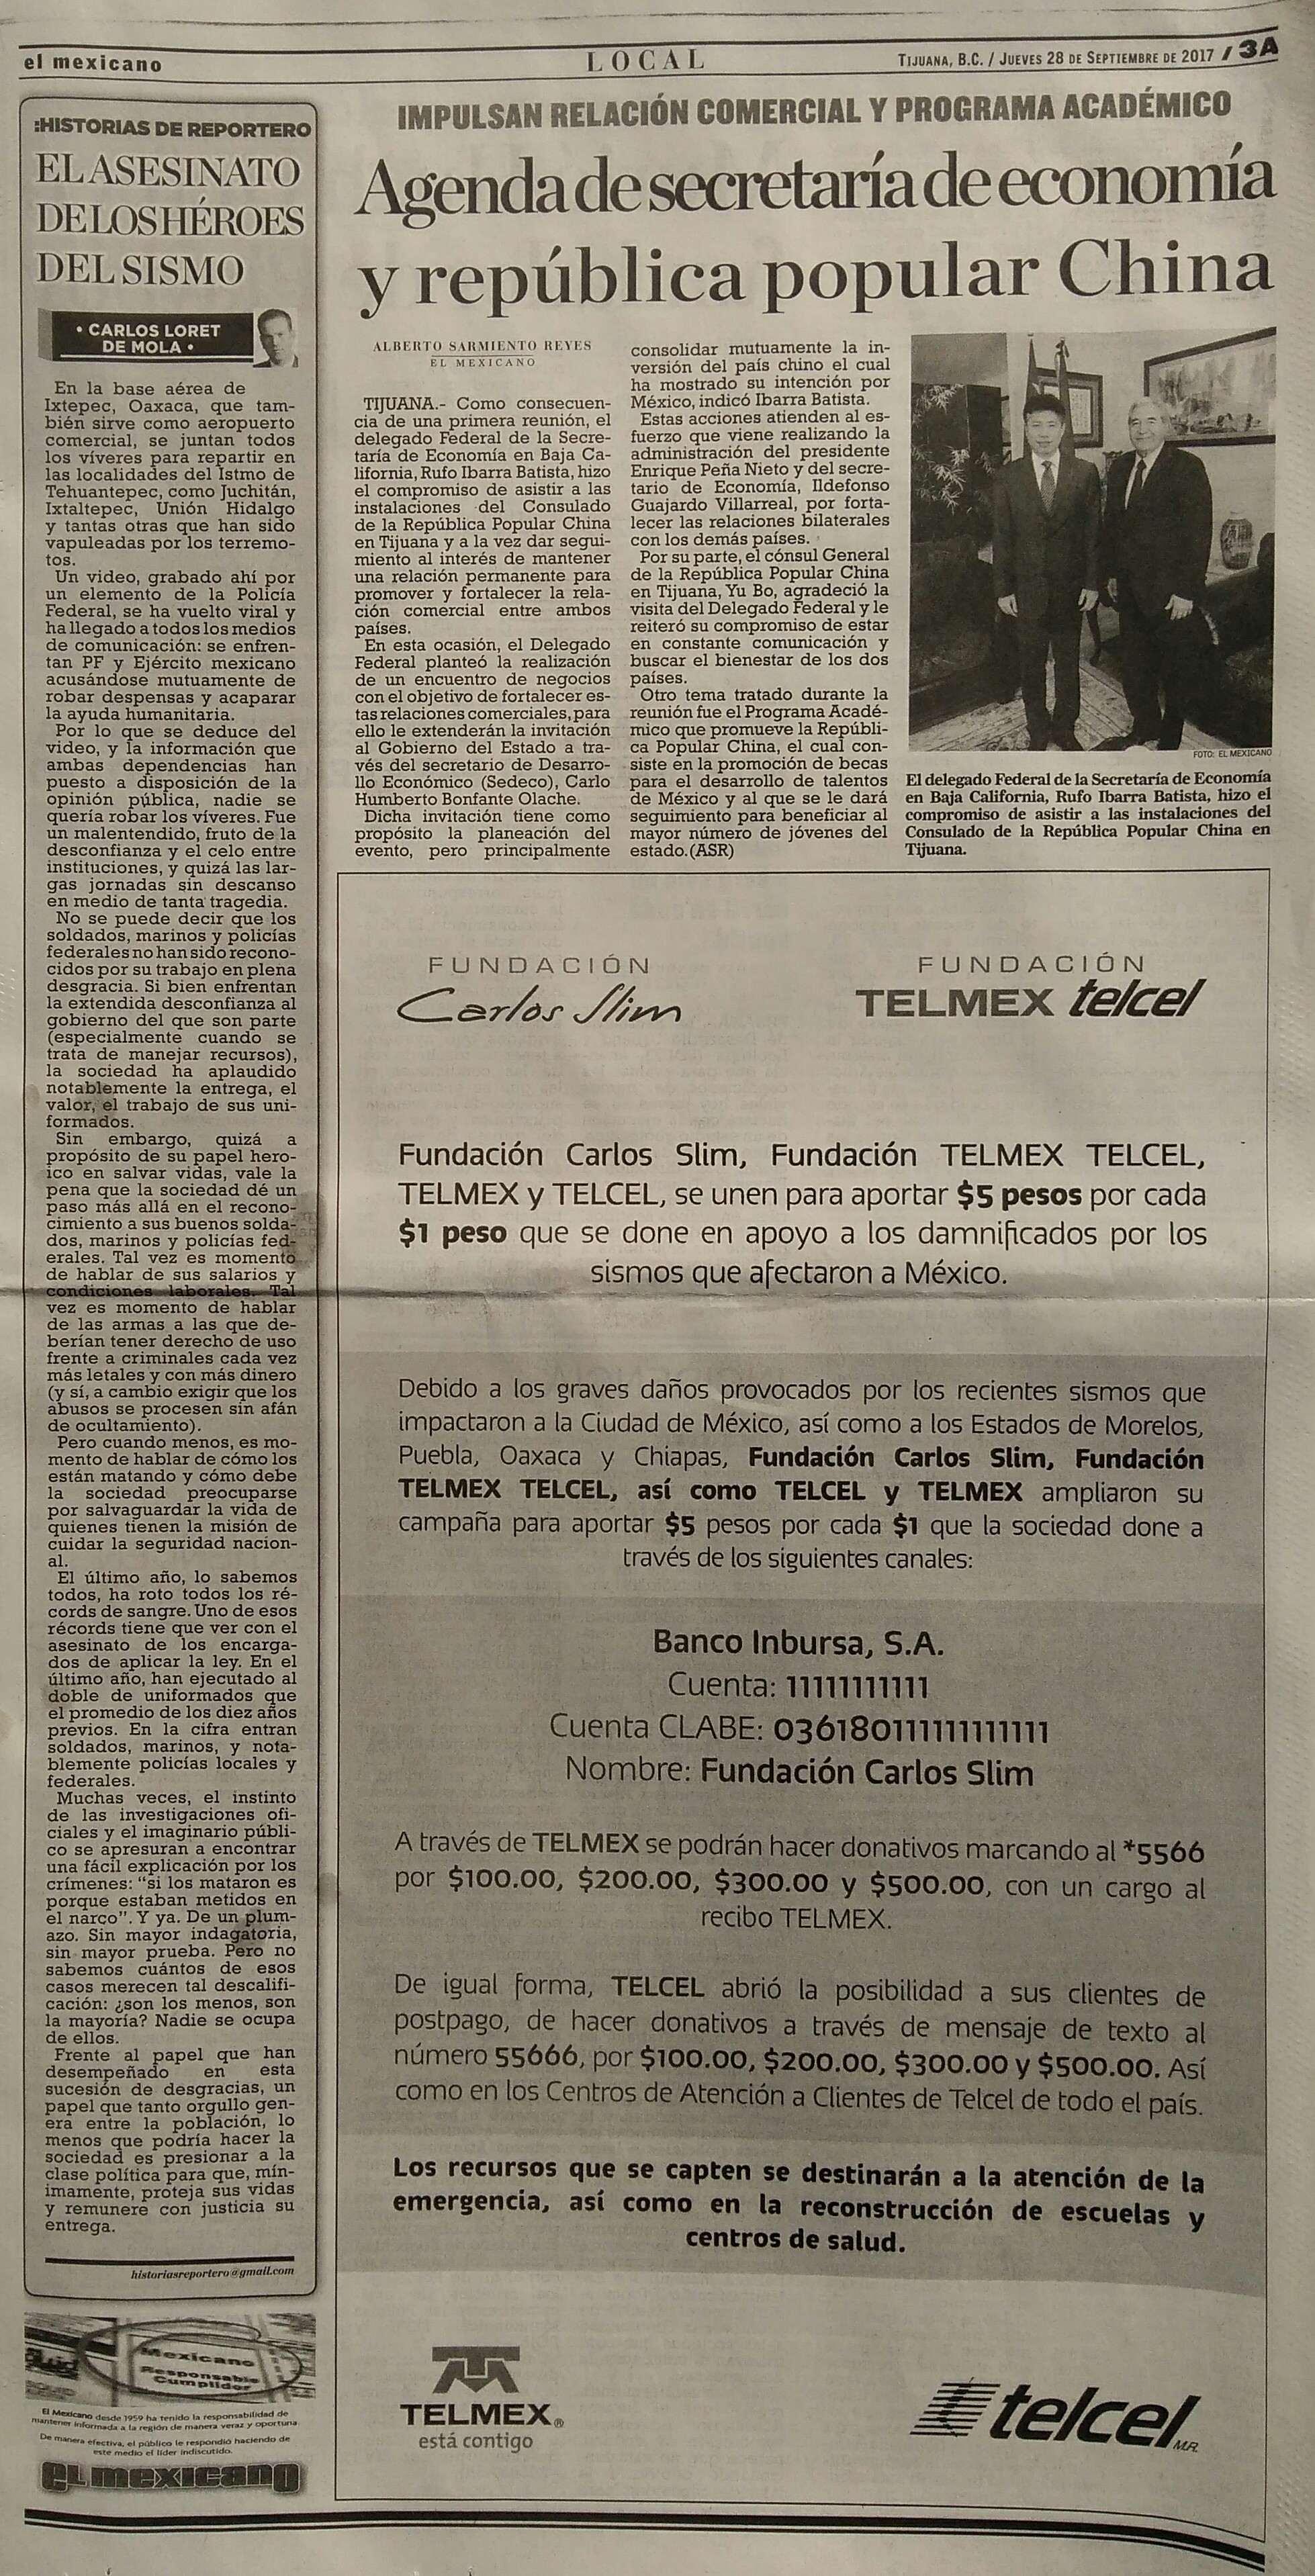 el mexicano
LOCAL
TIJUANA, B.C. / JUEVES 28 DE SEPTIEMBRE DE 2017 / 3A
:HISTORIAS DE REPORTERO
EL ASESINATO
DE LOS HÉROES
DEL SISMO
• CARLOS LORET
DE MOLA •
En la base aérea de
Ixtepec, Oaxaca, que tam-
bién sirve como aeropuerto
comercial, se juntan todos
los víveres para repartir en
las localidades del Istmo de
Tehuantepec, como Juchitán,
Ixtaltepec, Unión Hidalgo
y tantas otras que han sido
vapuleadas por los terremo-
tos.
Un video, grabado ahí por
un elemento de la Policía
Federal, se ha vuelto viral y
ha llegado a todos los medios
de comunicación: se enfren-
tan PF y Ejército mexicano
acusándose mutuamente de
robar despensas y acaparar
la ayuda humanitaria.
Por lo que se deduce del
video, y la información que
ambas dependencias han
puesto a disposición de la
opinión pública, nadie se
quería robar los víveres. Fue
un malentendido, fruto de la
desconfianza y el celo entre
instituciones, y quizá las lar-
gas jornadas sin descanso
en medio de tanta tragedia.
No se puede decir que los
soldados, marinos y policías
federales no han sido recono-
cidos por su trabajo en plena
desgracia. Si bien enfrentan
la extendida desconfianza al
gobierno del que son parte
(especialmente cuando se
trata de manejar recursos),
la sociedad ha aplaudido
notablemente la entrega, el
valor, el trabajo de sus uni-
formados.
Sin embargo, quizá a
propósito de su papel hero-
ico en salvar vidas, vale la
pena que la sociedad dé un
paso más allá en el recono-
cimiento a sus buenos solda-
dos, marinos y policías fed-
erales. Tal vez es momento
de hablar de sus salarios y
condiciones laborales. Tal
vez es momento de hablar
de las armas a las que de-
berían tener derecho de uso
frente a criminales cada vez
más letales y con más dinero
(y sí, a cambio exigir que los
abusos se procesen sin afán
de ocultamiento).
Pero cuando menos, es mo-
mento de hablar de cómo los
están matando y cómo debe
la sociedad preocuparse
por salvaguardar la vida de
quienes tienen la misión de
cuidar la seguridad nacion-
al.
El último año, lo sabemos
todos, ha roto todos los ré-
cords de sangre. Uno de esos
récords tiene que ver con el
asesinato de los encarga-
dos de aplicar la ley. En el
último año, han ejecutado al
doble de uniformados que
el promedio de los diez años
previos. En la cifra entran
soldados, marinos, y nota-
blemente policías locales y
federales.
Muchas veces, el instinto
de las investigaciones ofi-
ciales y el imaginario públi-
co se apresuran a encontrar
una fácil explicación por los
crímenes: “si los mataron es
porque estaban metidos en
el narco”. Y ya. De un plum-
azo. Sin mayor indagatoria,
sin mayor prueba. Pero no
sabemos cuántos de esos
casos merecen tal descalifi-
cación: ¿son los menos, son
la mayoría? Nadie se ocupa
de ellos.
Frente al papel que han
desempeñado en esta
sucesión de desgracias, un
papel que tanto orgullo gen-
era entre la población, lo
menos que podría hacer la
sociedad es presionar a la
clase política para que, mín-
imamente, proteja sus vidas
y remunere con justicia su
entrega.
historiasreportero@gmail.com
Mexicano
Responsable
Cumplidor
El Mexicano desde 1959 ha tenido la responsabilidad de
mantener informada a la región de manera veraz y oportuna.
De manera efectiva, el público le respondió haciendo de
este medio el líder indiscutido.
el mexicano
IMPULSAN RELACIÓN COMERCIAL Y PROGRAMA ACADÉMICO
Agenda de secretaría de economía
y república popular China
ALBERTO SARMIENTO REYES
EL MEXICANO
TIJUANA.- Como consecuen-
cia de una primera reunión, el
delegado Federal de la Secre-
taría de Economía en Baja Ca-
lifornia, Rufo Ibarra Batista, hizo
el compromiso de asistir a las
instalaciones del Consulado
de la República Popular China
en Tijuana y a la vez dar segui-
miento al interés de mantener
una relación permanente para
promover y fortalecer la rela-
ción comercial entre ambos
países.
En esta ocasión, el Delegado
Federal planteó la realización
de un encuentro de negocios
con el objetivo de fortalecer es-
tas relaciones comerciales, para
ello le extenderán la invitación
al Gobierno del Estado a tra-
vés del secretario de Desarro-
llo Económico (Sedeco), Carlo
Humberto Bonfante Olache.
Dicha invitación tiene como
propósito la planeación del
evento, pero principalmente
consolidar mutuamente la in-
versión del país chino el cual
ha mostrado su intención por
México, indicó Ibarra Batista.
Estas acciones atienden al es-
fuerzo que viene realizando la
administración del presidente
Enrique Peña Nieto y del secre-
tario de Economía, Ildefonso
Guajardo Villarreal, por forta-
lecer las relaciones bilaterales
con los demás países.
Por su parte, el cónsul General
de la República Popular China
en Tijuana, Yu Bo, agradeció la
visita del Delegado Federal y le
reiteró su compromiso de estar
en constante comunicación y
buscar el bienestar de los dos
países.
Otro tema tratado durante la
reunión fue el Programa Acadé-
mico que promueve la Repúbli-
ca Popular China, el cual con-
siste en la promoción de becas
para el desarrollo de talentos
de México y al que se le dará
seguimiento para beneficiar al
mayor número de jóvenes del
estado.(ASR)
FOTO: EL MEXICANO
El delegado Federal de la Secretaría de Economía
en Baja California, Rufo Ibarra Batista, hizo el
compromiso de asistir a las instalaciones del
Consulado de la República Popular China en
Tijuana.
FUNDACIÓN
Carlos Slim
FUNDACIÓN
TELMEX telcel
Fundación Carlos Slim, Fundación TELMEX TELCEL,
TELMEX y TELCEL, se unen para aportar $5 pesos por cada
$1 peso que se done en apoyo a los damnificados por los
sismos que afectaron a México.
Debido a los graves daños provocados por los recientes sismos que
impactaron a la Ciudad de México, así como a los Estados de Morelos,
Puebla, Oaxaca y Chiapas, Fundación Carlos Slim, Fundación
TELMEX TELCEL, así como TELCEL y TELMEX ampliaron su
campaña para aportar $5 pesos por cada $1 que la sociedad done a
través de los siguientes canales:
Banco Inbursa, S.A.
Cuenta: 11111111111
Cuenta CLABE: 036180111111111111
Nombre: Fundación Carlos Slim
A través de TELMEX se podrán hacer donativos marcando al *5566
por $100.00, $200.00, $300.00 y $500.00, con un cargo al
recibo TELMEX.
De igual forma, TELCEL abrió la posibilidad a sus clientes de
postpago, de hacer donativos a través de mensaje de texto al
número 55666, por $100.00, $200.00, $300.00 y $500.00. Así
como en los Centros de Atención a Clientes de Telcel de todo el país.
Los recursos que se capten se destinarán a la atención de la
emergencia, así como en la reconstrucción de escuelas y
centros de salud.
TELMEX®
está contigo
telcel M.R.